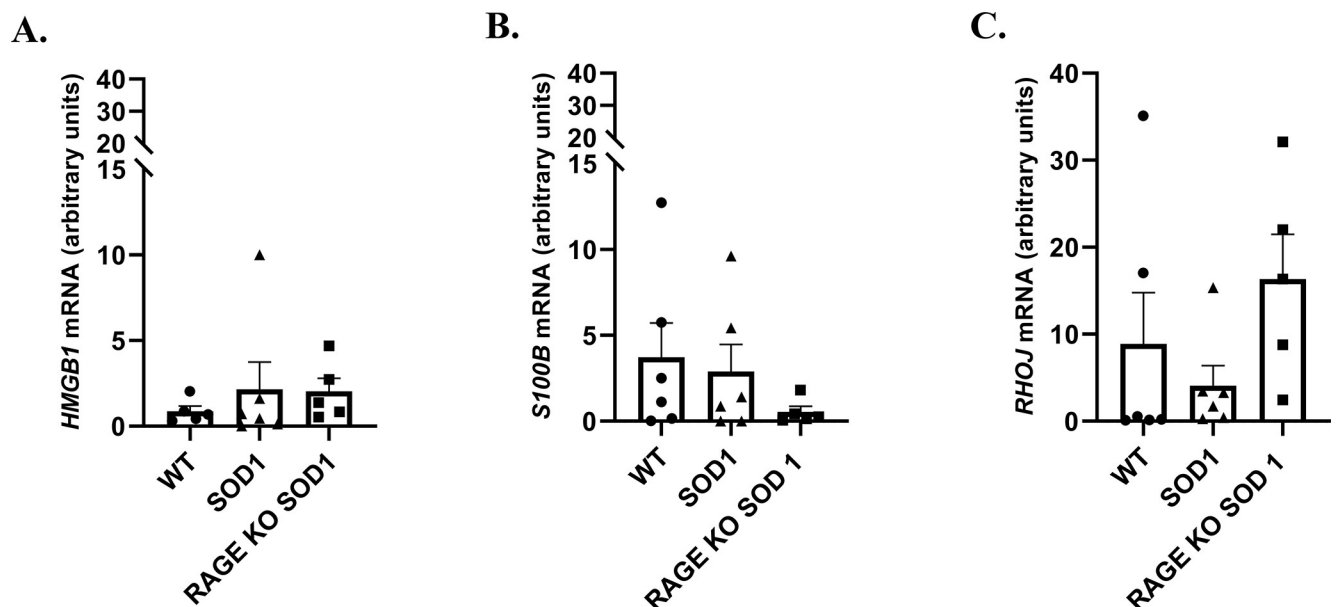 A.
HMGB1 mRNA (arbitrary units)
40
30
20
15
10
5
0
WT
SOD1
RAGE KO SOD1
B.
S100B mRNA (arbitrary units)
40
30
20
15
10
5
0
WT
SOD1
RAGE KO SOD 1
C.
RHOJ mRNA (arbitrary units)
40
30
20
10
0
WT
SOD1
RAGE KO SOD 1